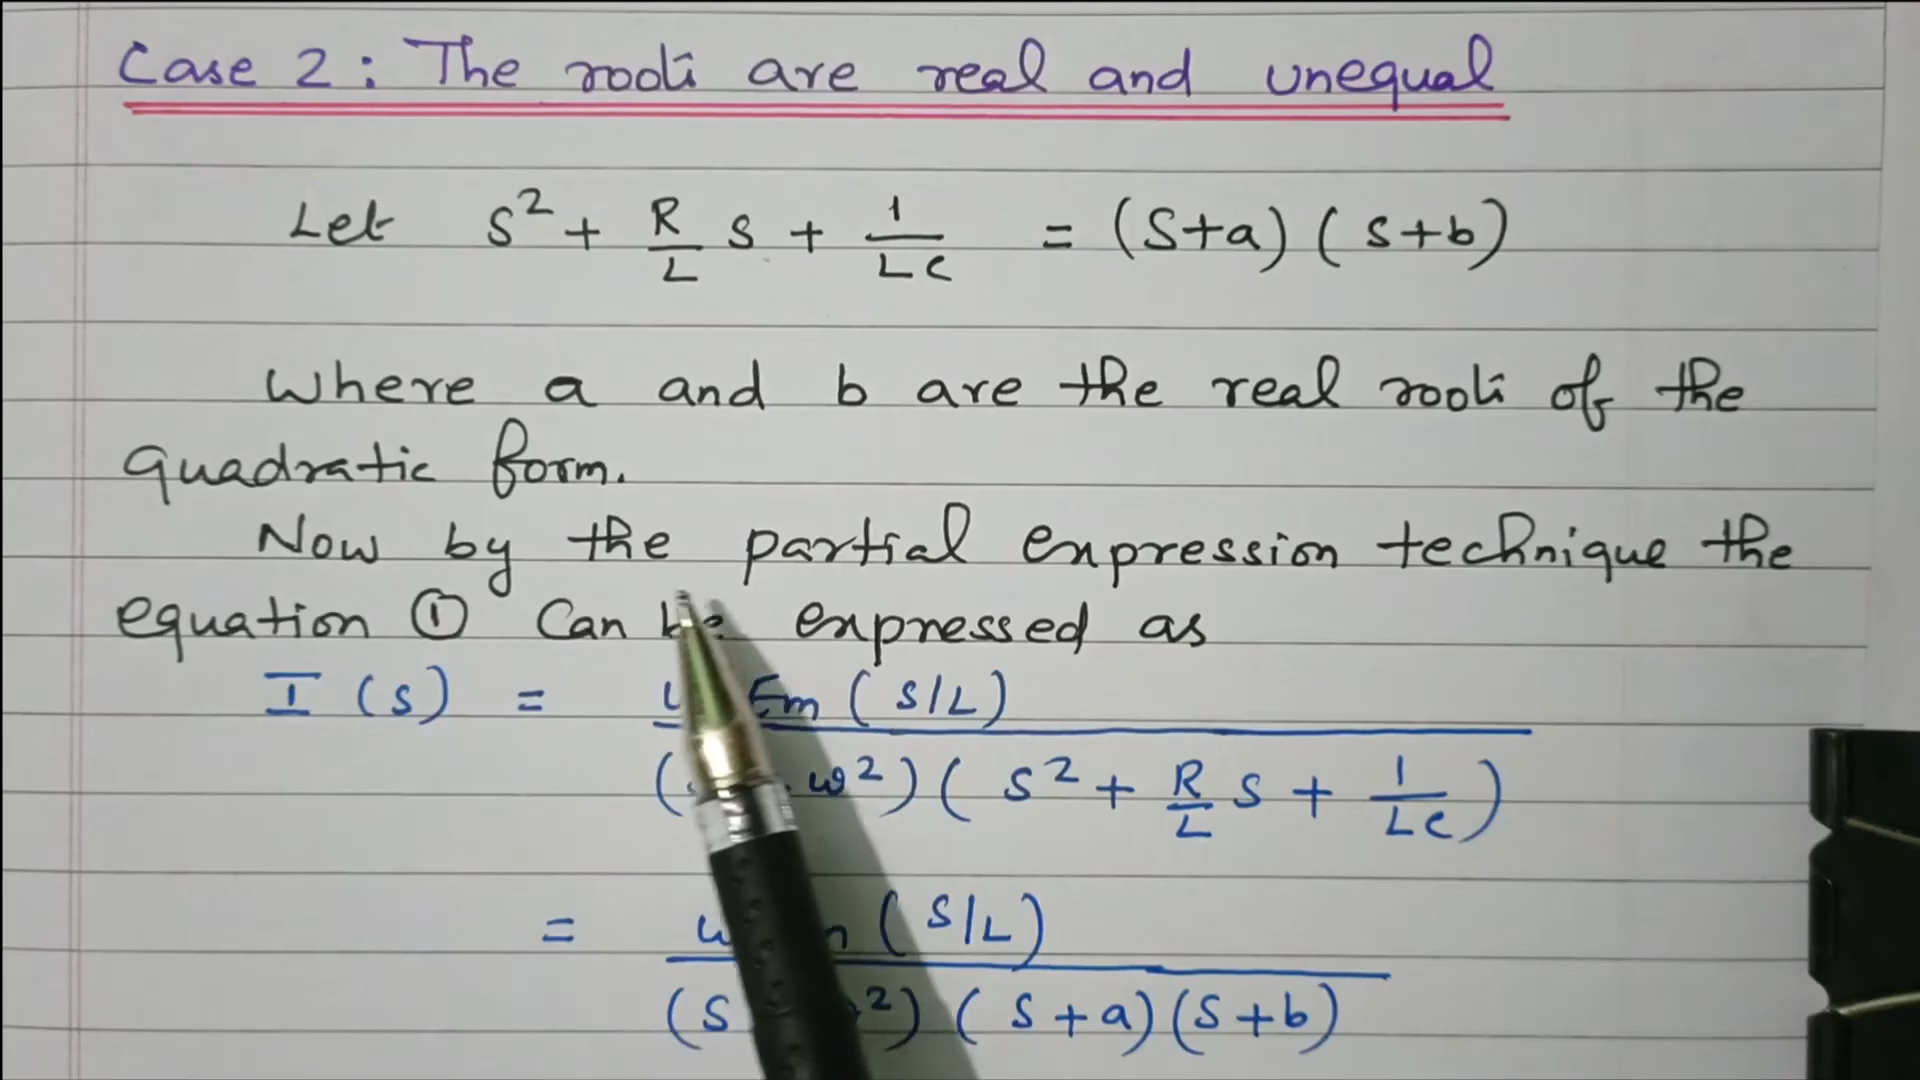 Case 2: The roots are real and unequal
Let s² + R/L s + 1/LC = (s+a)(s+b)
Where a and b are the real roots of the
quadratic form.
Now by the partial expression technique the
equation ① Can be expressed as
I(s) = Em (s/L)
ω²)(s² + R/L s + 1/LC)
= (s/L)
(s ²)(s+a)(s+b)